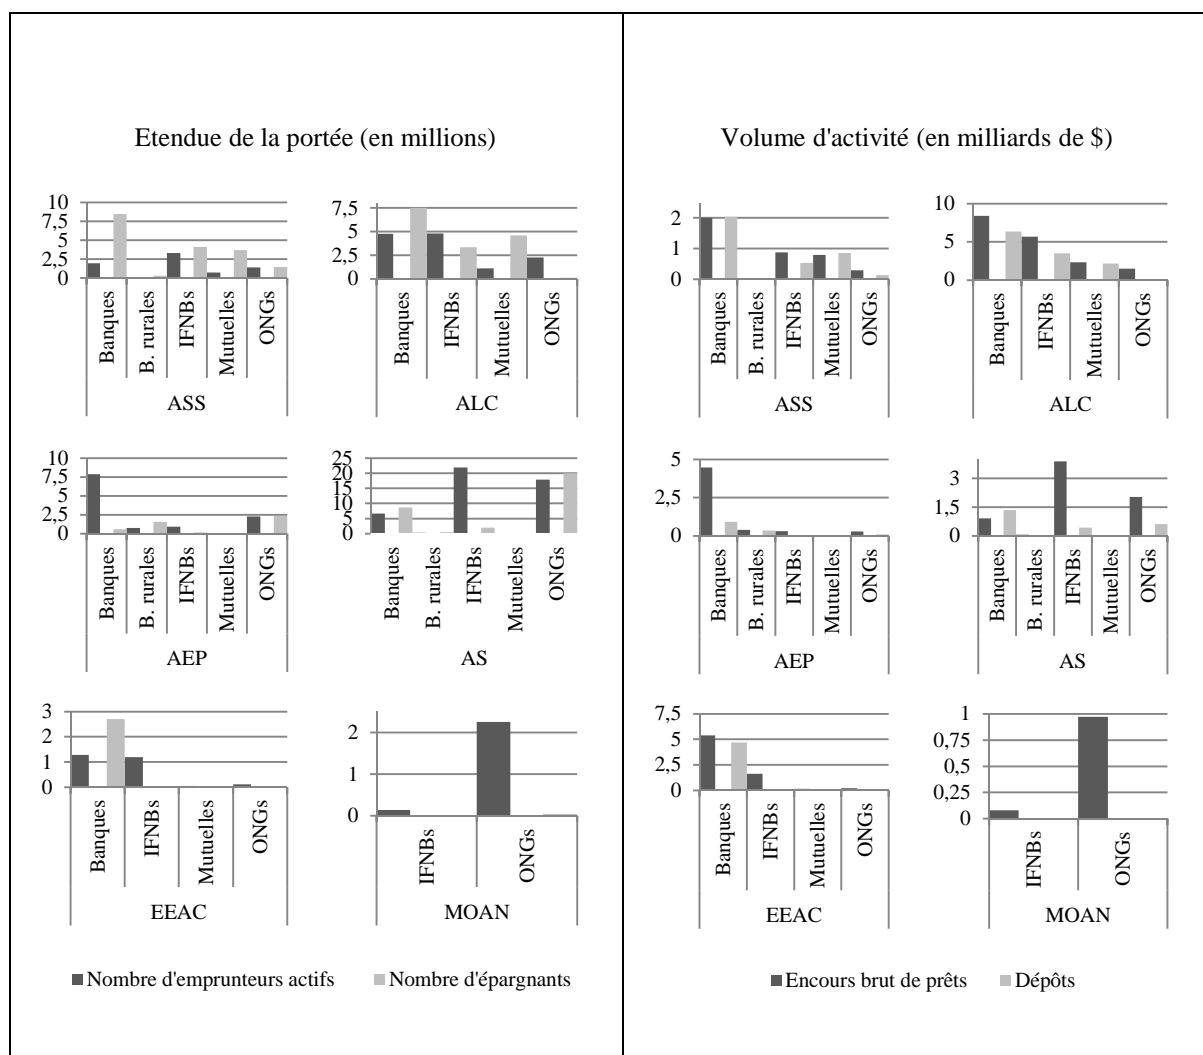 Etendue de la portée (en millions)
10
7,5
5
2,5
0
Banques
B. rurales
IFNBs
Mutuelles
ONGs
ASS
7,5
5
2,5
0
Banques
IFNBs
Mutuelles
ONGs
ALC
10
7,5
5
2,5
0
Banques
B. rurales
IFNBs
Mutuelles
ONGs
AEP
25
20
15
10
5
0
Banques
B. rurales
IFNBs
Mutuelles
ONGs
AS
3
2
1
0
Banques
IFNBs
Mutuelles
ONGs
EEAC
2
1
0
IFNBs
ONGs
MOAN
Nombre d'emprunteurs actifs
Nombre d'épargnants
Volume d'activité (en milliards de $)
2
1
0
Banques
B. rurales
IFNBs
Mutuelles
ONGs
ASS
10
5
0
Banques
IFNBs
Mutuelles
ONGs
ALC
5
2,5
0
Banques
B. rurales
IFNBs
Mutuelles
ONGs
AEP
3
1,5
0
Banques
B. rurales
IFNBs
Mutuelles
ONGs
AS
7,5
5
2,5
0
Banques
IFNBs
Mutuelles
ONGs
EEAC
1
0,75
0,5
0,25
0
IFNBs
ONGs
MOAN
Encours brut de prêts
Dépôts